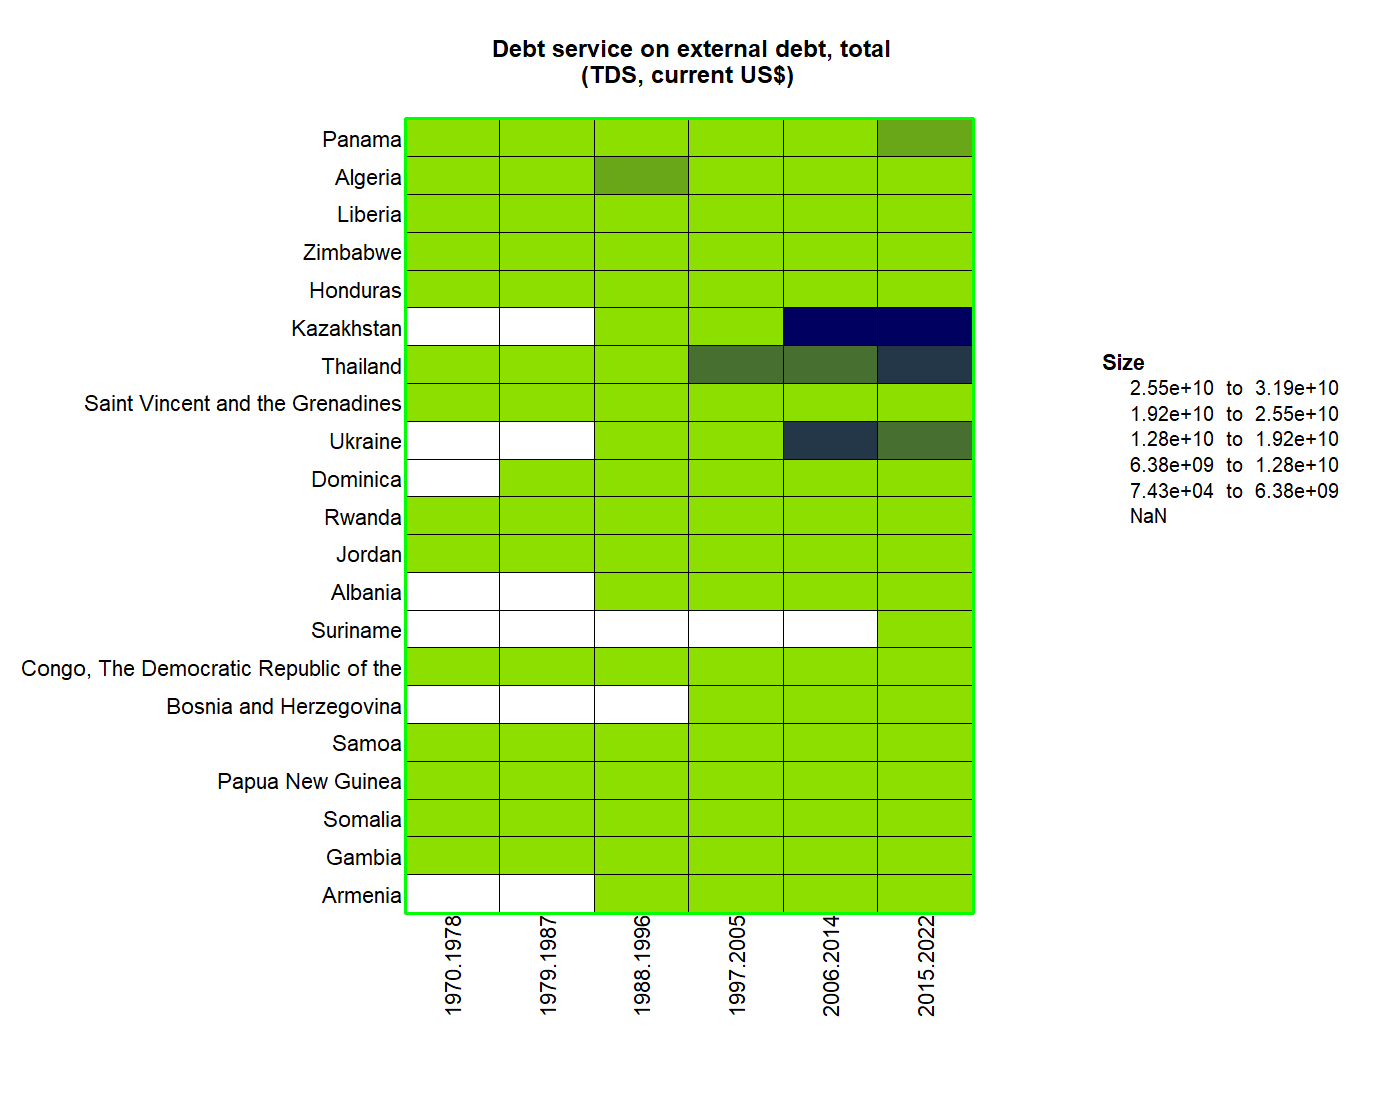 Debt service on external debt, total
(TDS, current US$)
Panama
Algeria
Liberia
Zimbabwe
Honduras
Kazakhstan
Thailand
Saint Vincent and the Grenadines
Ukraine
Dominica
Rwanda
Jordan
Albania
Suriname
Congo, The Democratic Republic of the
Bosnia and Herzegovina
Samoa
Papua New Guinea
Somalia
Gambia
Armenia
1970.1978
1979.1987
1988.1996
1997.2005
2006.2014
2015.2022
Size
2.55e+10 to 3.19e+10
1.92e+10 to 2.55e+10
1.28e+10 to 1.92e+10
6.38e+09 to 1.28e+10
7.43e+04 to 6.38e+09
NaN